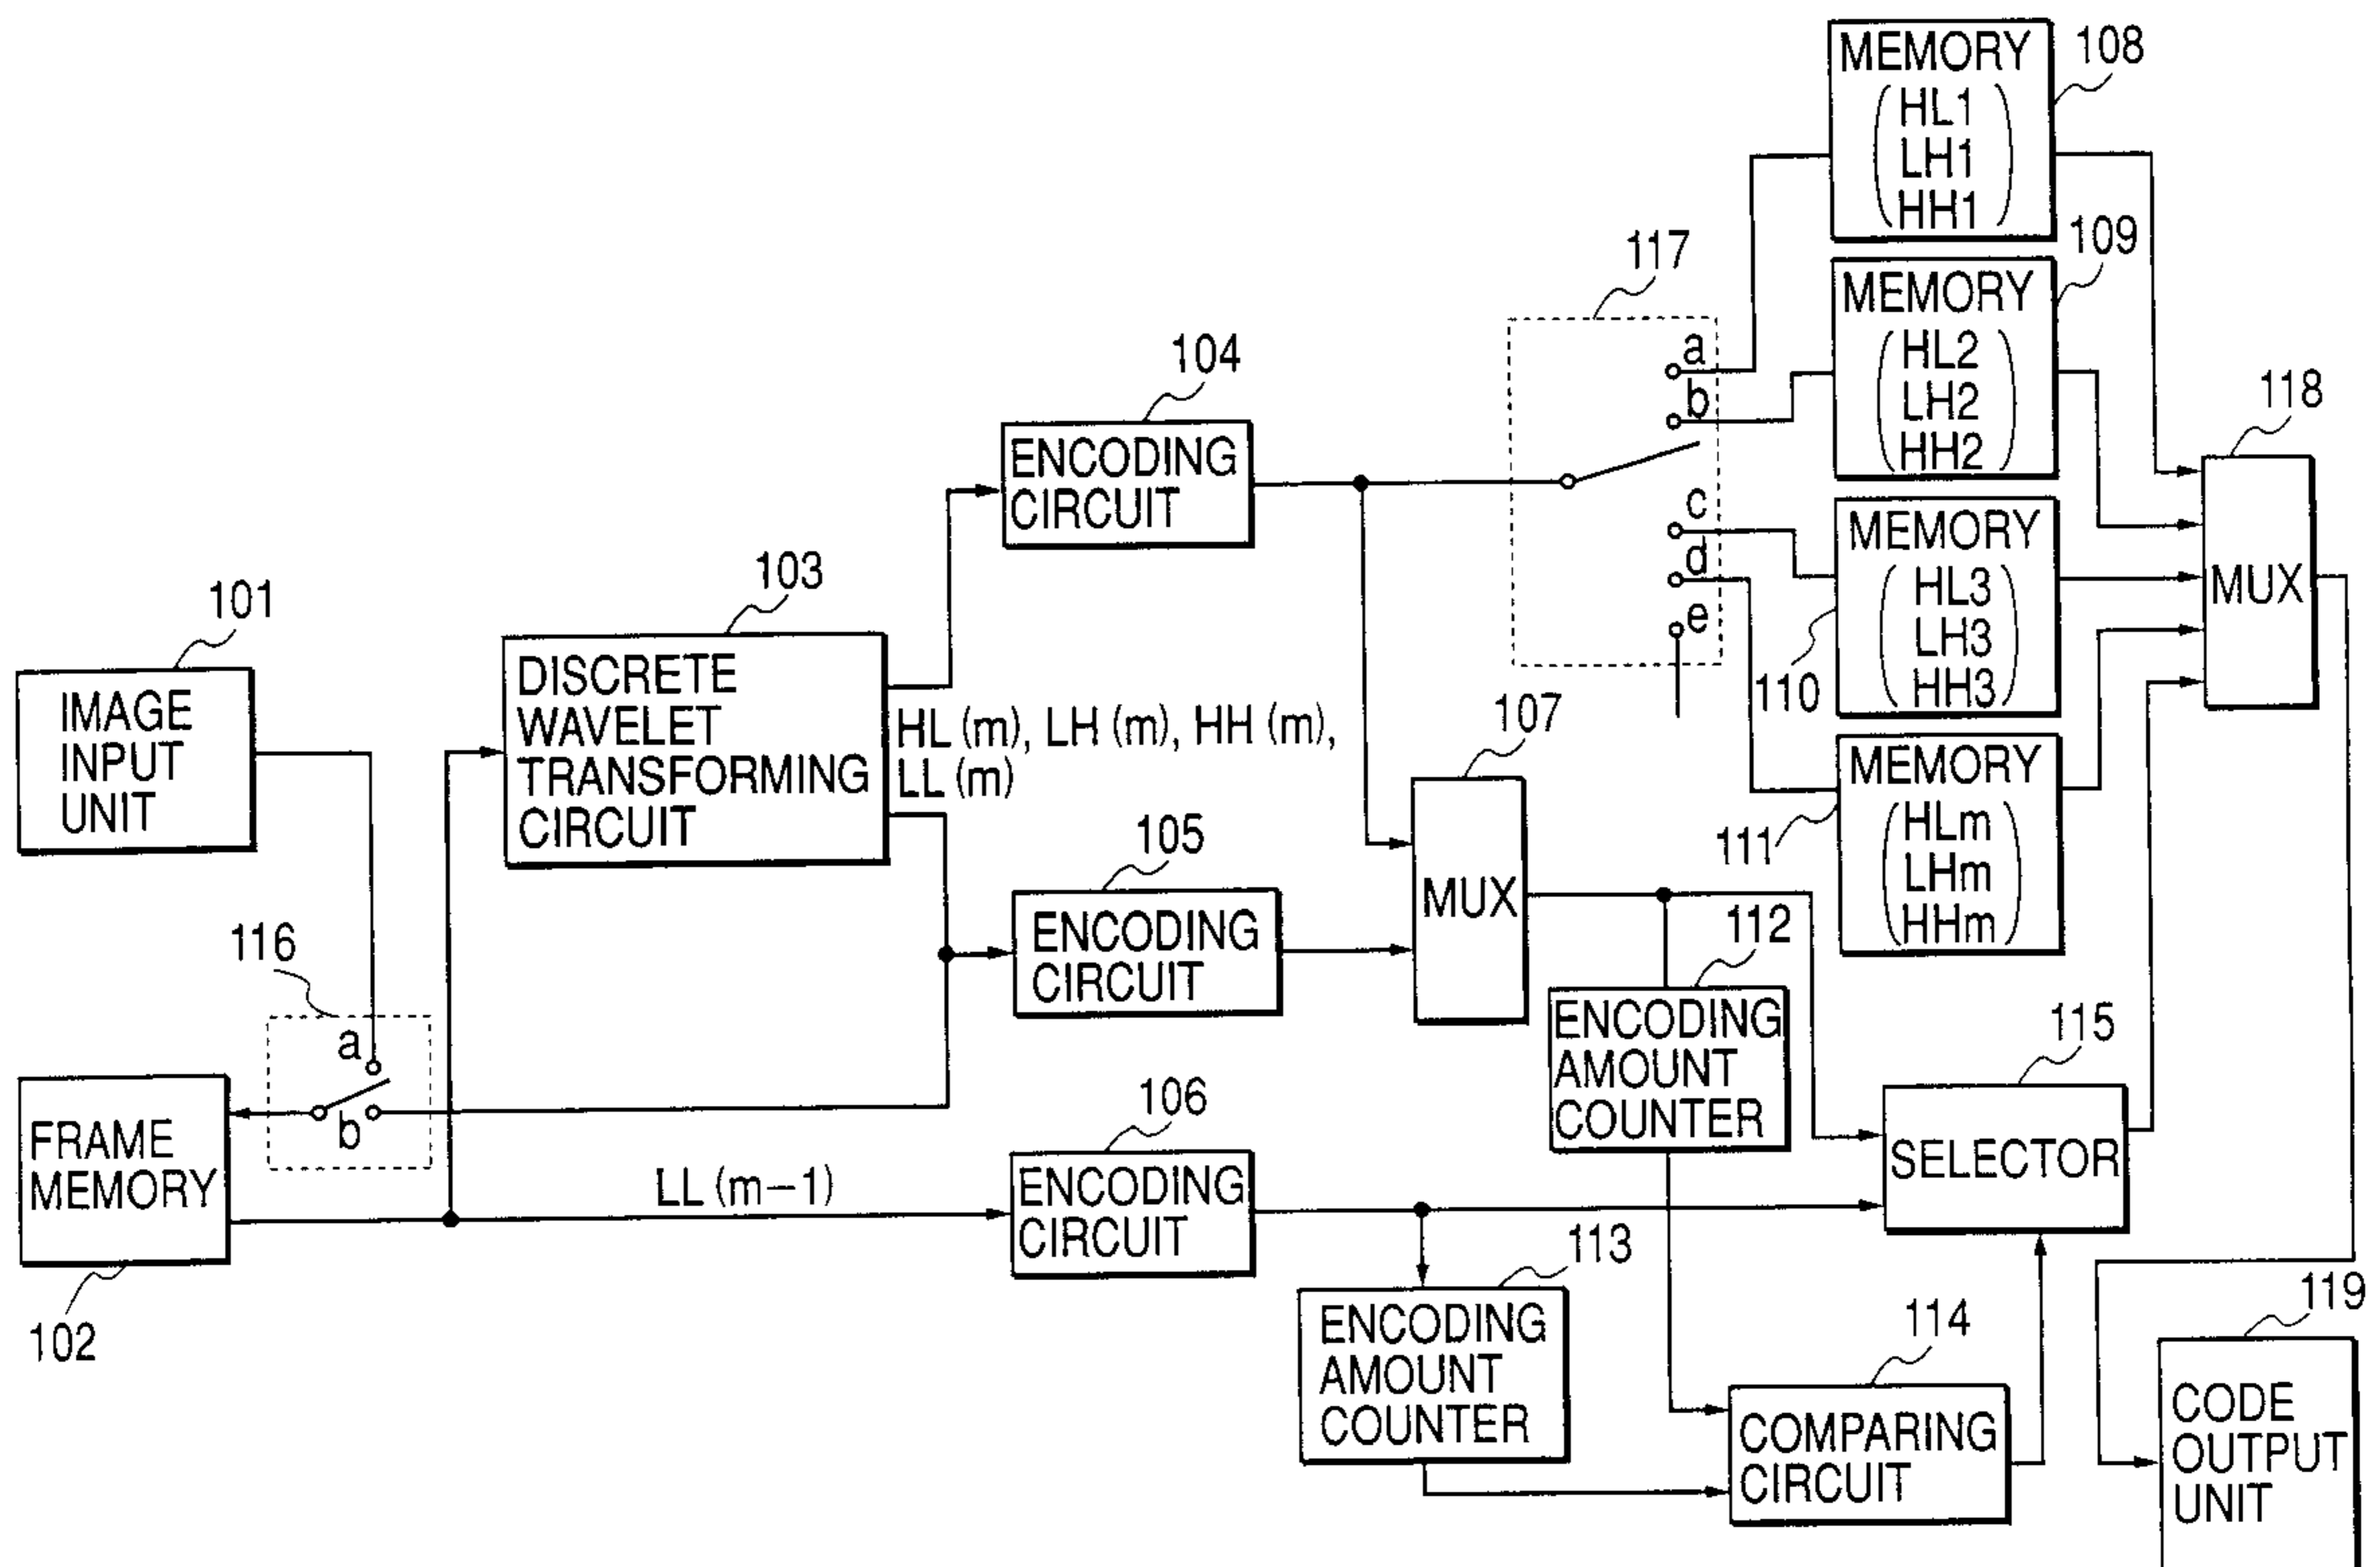 MEMORY
HL1
LH1
HH1
108
109
117
MEMORY
HL2
LH2
HH2
a
b
c
d
e
104
118
ENCODING
CIRCUIT
MEMORY
HL3
LH3
HH3
110
MUX
101
103
IMAGE
INPUT
UNIT
DISCRETE
WAVELET
TRANSFORMING
CIRCUIT
HL (m), LH (m), HH (m),
LL (m)
107
MEMORY
HLm
LHm
HHm
111
105
MUX
ENCODING
CIRCUIT
112
116
a
b
ENCODING
AMOUNT
COUNTER
115
FRAME
MEMORY
102
106
LL (m−1)
ENCODING
CIRCUIT
SELECTOR
113
ENCODING
AMOUNT
COUNTER
114
COMPARING
CIRCUIT
119
CODE
OUTPUT
UNIT